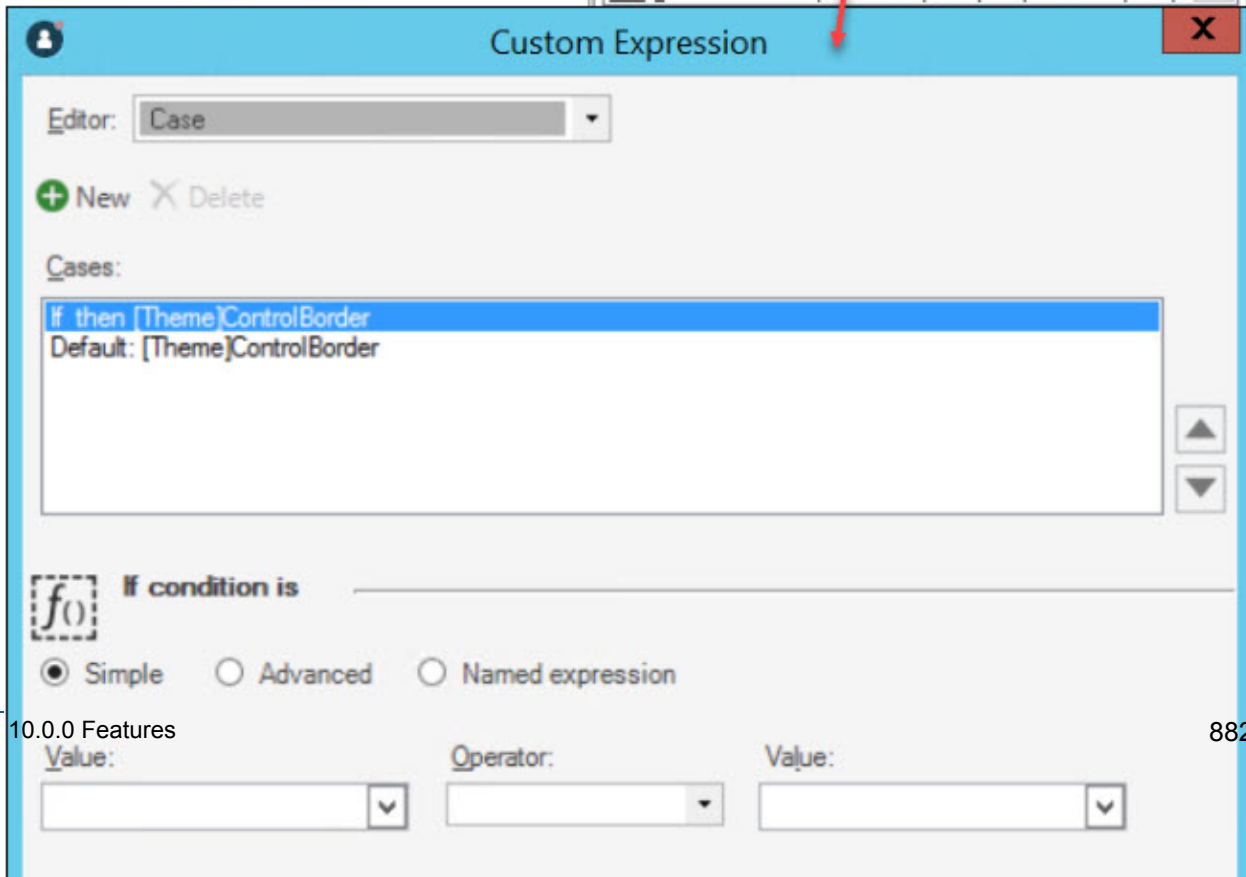 Custom Expression
X
Editor: Case
New Delete
Cases:
If then [Theme]ControlBorder
Default: [Theme]ControlBorder
f() If condition is
Simple Advanced Named expression
10.0.0 Features 882
Value: Operator: Value: